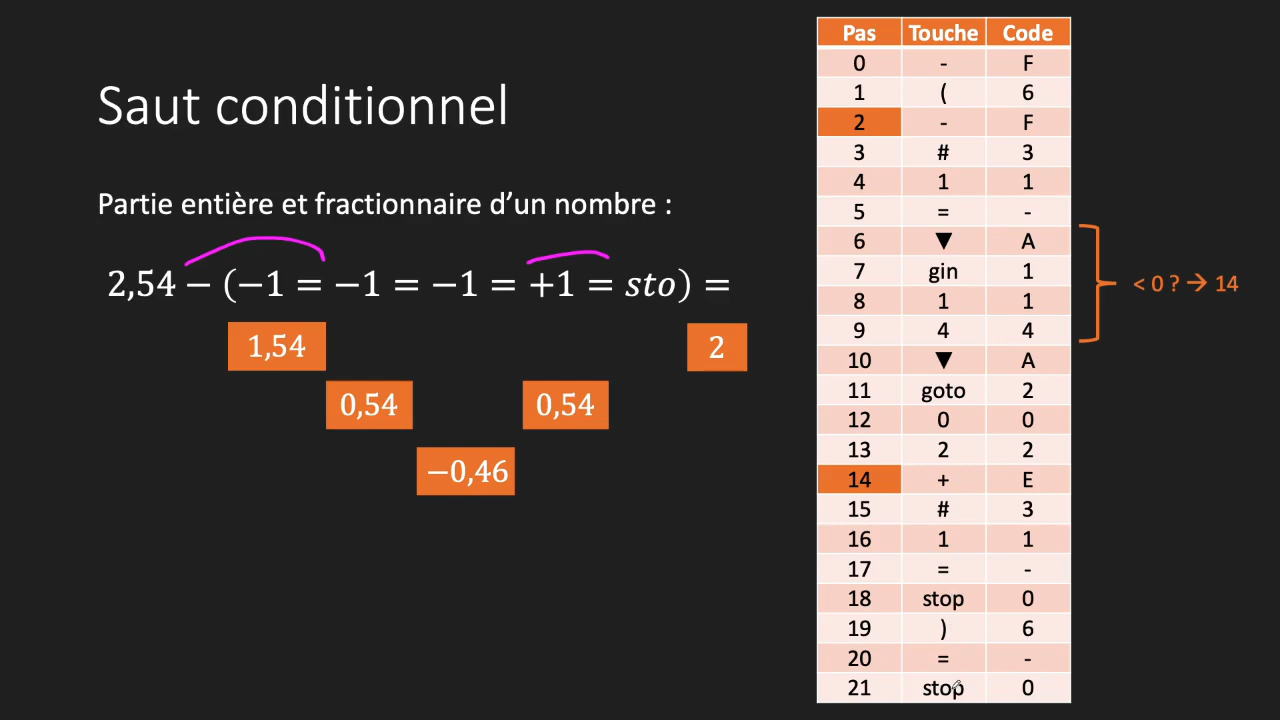 Saut conditionnel
Partie entière et fractionnaire d'un nombre :
2,54 − (−1 = −1 = −1 = +1 = sto) =
1,54
2
0,54
0,54
−0,46
Pas Touche Code
0 - F
1 ( 6
2 - F
3 # 3
4 1 1
5 = -
6 ▼ A
7 gin 1
8 1 1
9 4 4
10 ▼ A
11 goto 2
12 0 0
13 2 2
14 + E
15 # 3
16 1 1
17 = -
18 stop 0
19 ) 6
20 = -
21 stop 0
< 0 ? → 14